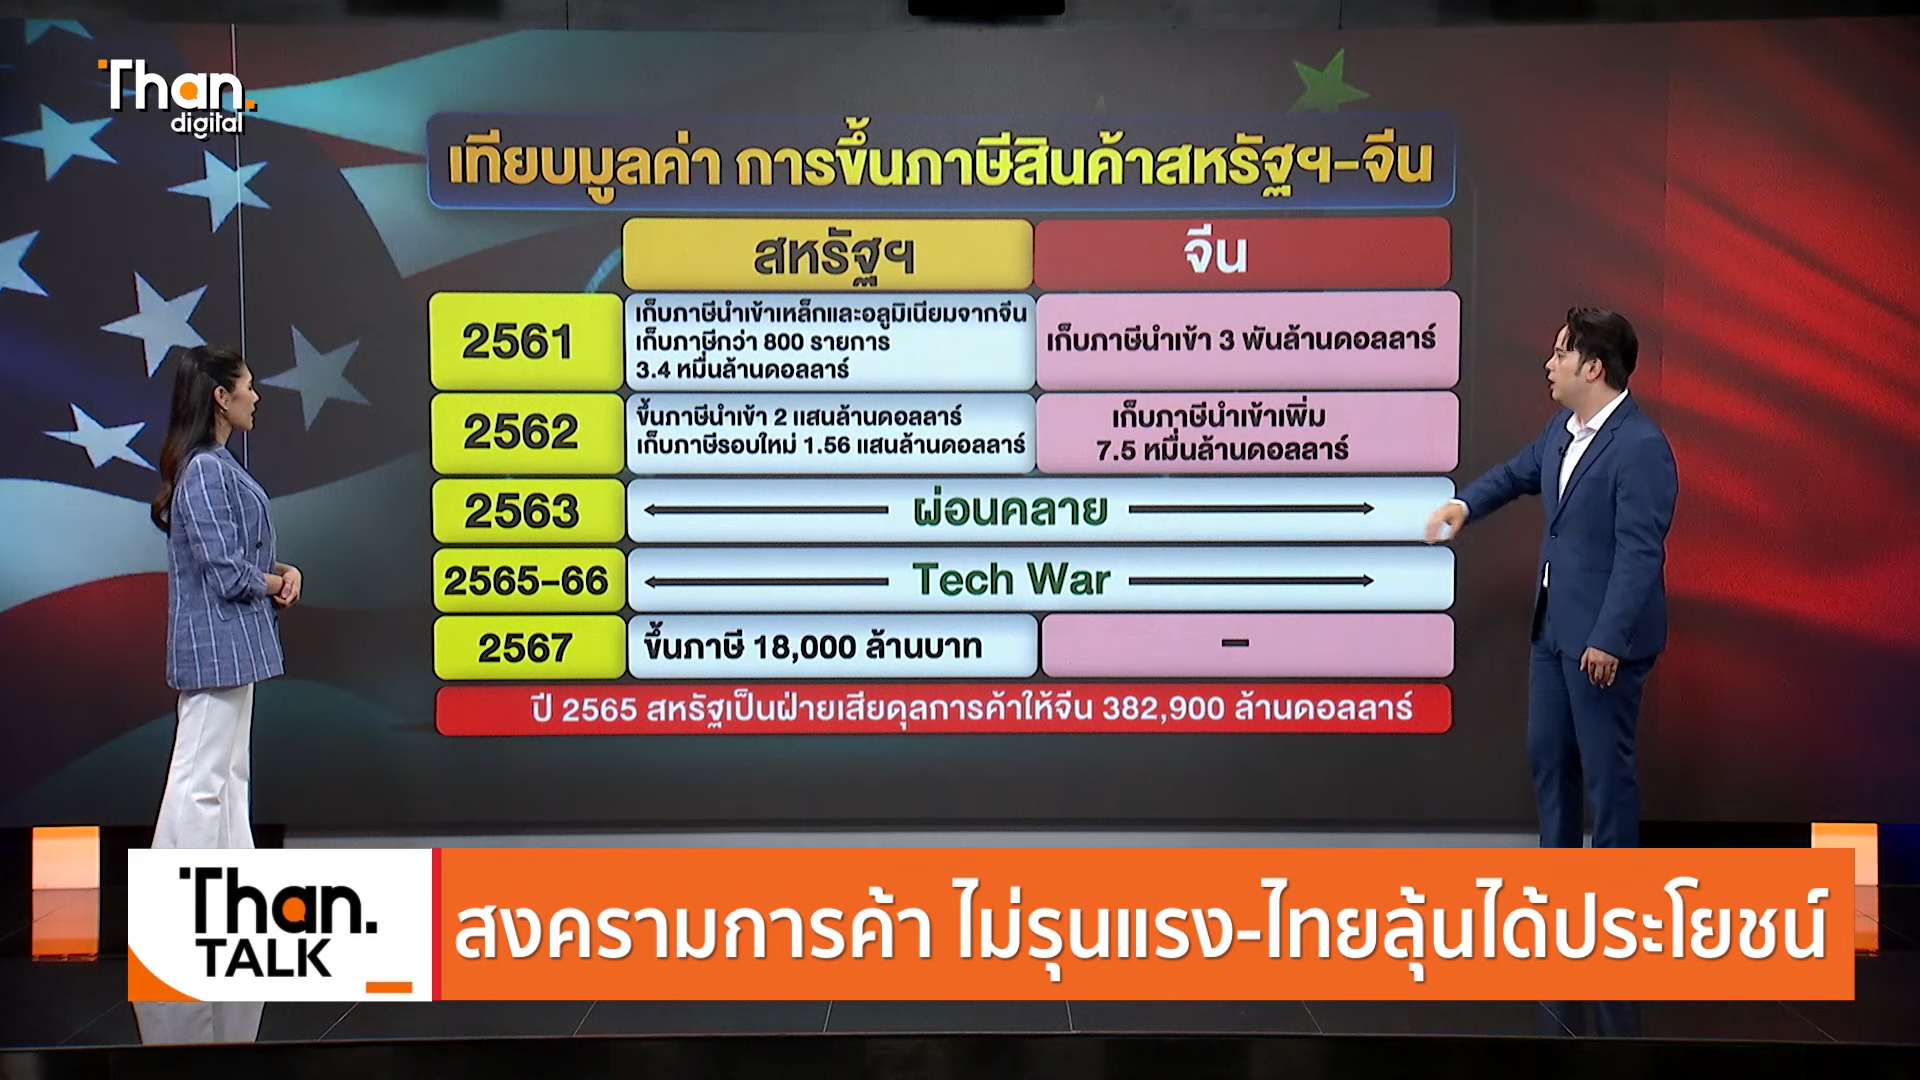 Than.
digital
เทียบมูลค่า การขึ้นภาษีสินค้าสหรัฐฯ-จีน
สหรัฐฯ
จีน
2561
เก็บภาษีนำเข้าเหล็กและอลูมิเนียมจากจีน
เก็บภาษีกว่า 800 รายการ
3.4 หมื่นล้านดอลลาร์
เก็บภาษีนำเข้า 3 พันล้านดอลลาร์
2562
ขึ้นภาษีนำเข้า 2 แสนล้านดอลลาร์
เก็บภาษีรอบใหม่ 1.56 แสนล้านดอลลาร์
เก็บภาษีนำเข้าเพิ่ม
7.5 หมื่นล้านดอลลาร์
2563
ผ่อนคลาย
2565-66
Tech War
2567
ขึ้นภาษี 18,000 ล้านบาท
-
ปี 2565 สหรัฐเป็นฝ่ายเสียดุลการค้าให้จีน 382,900 ล้านดอลลาร์
Than.
TALK
สงครามการค้า ไม่รุนแรง-ไทยลุ้นได้ประโยชน์